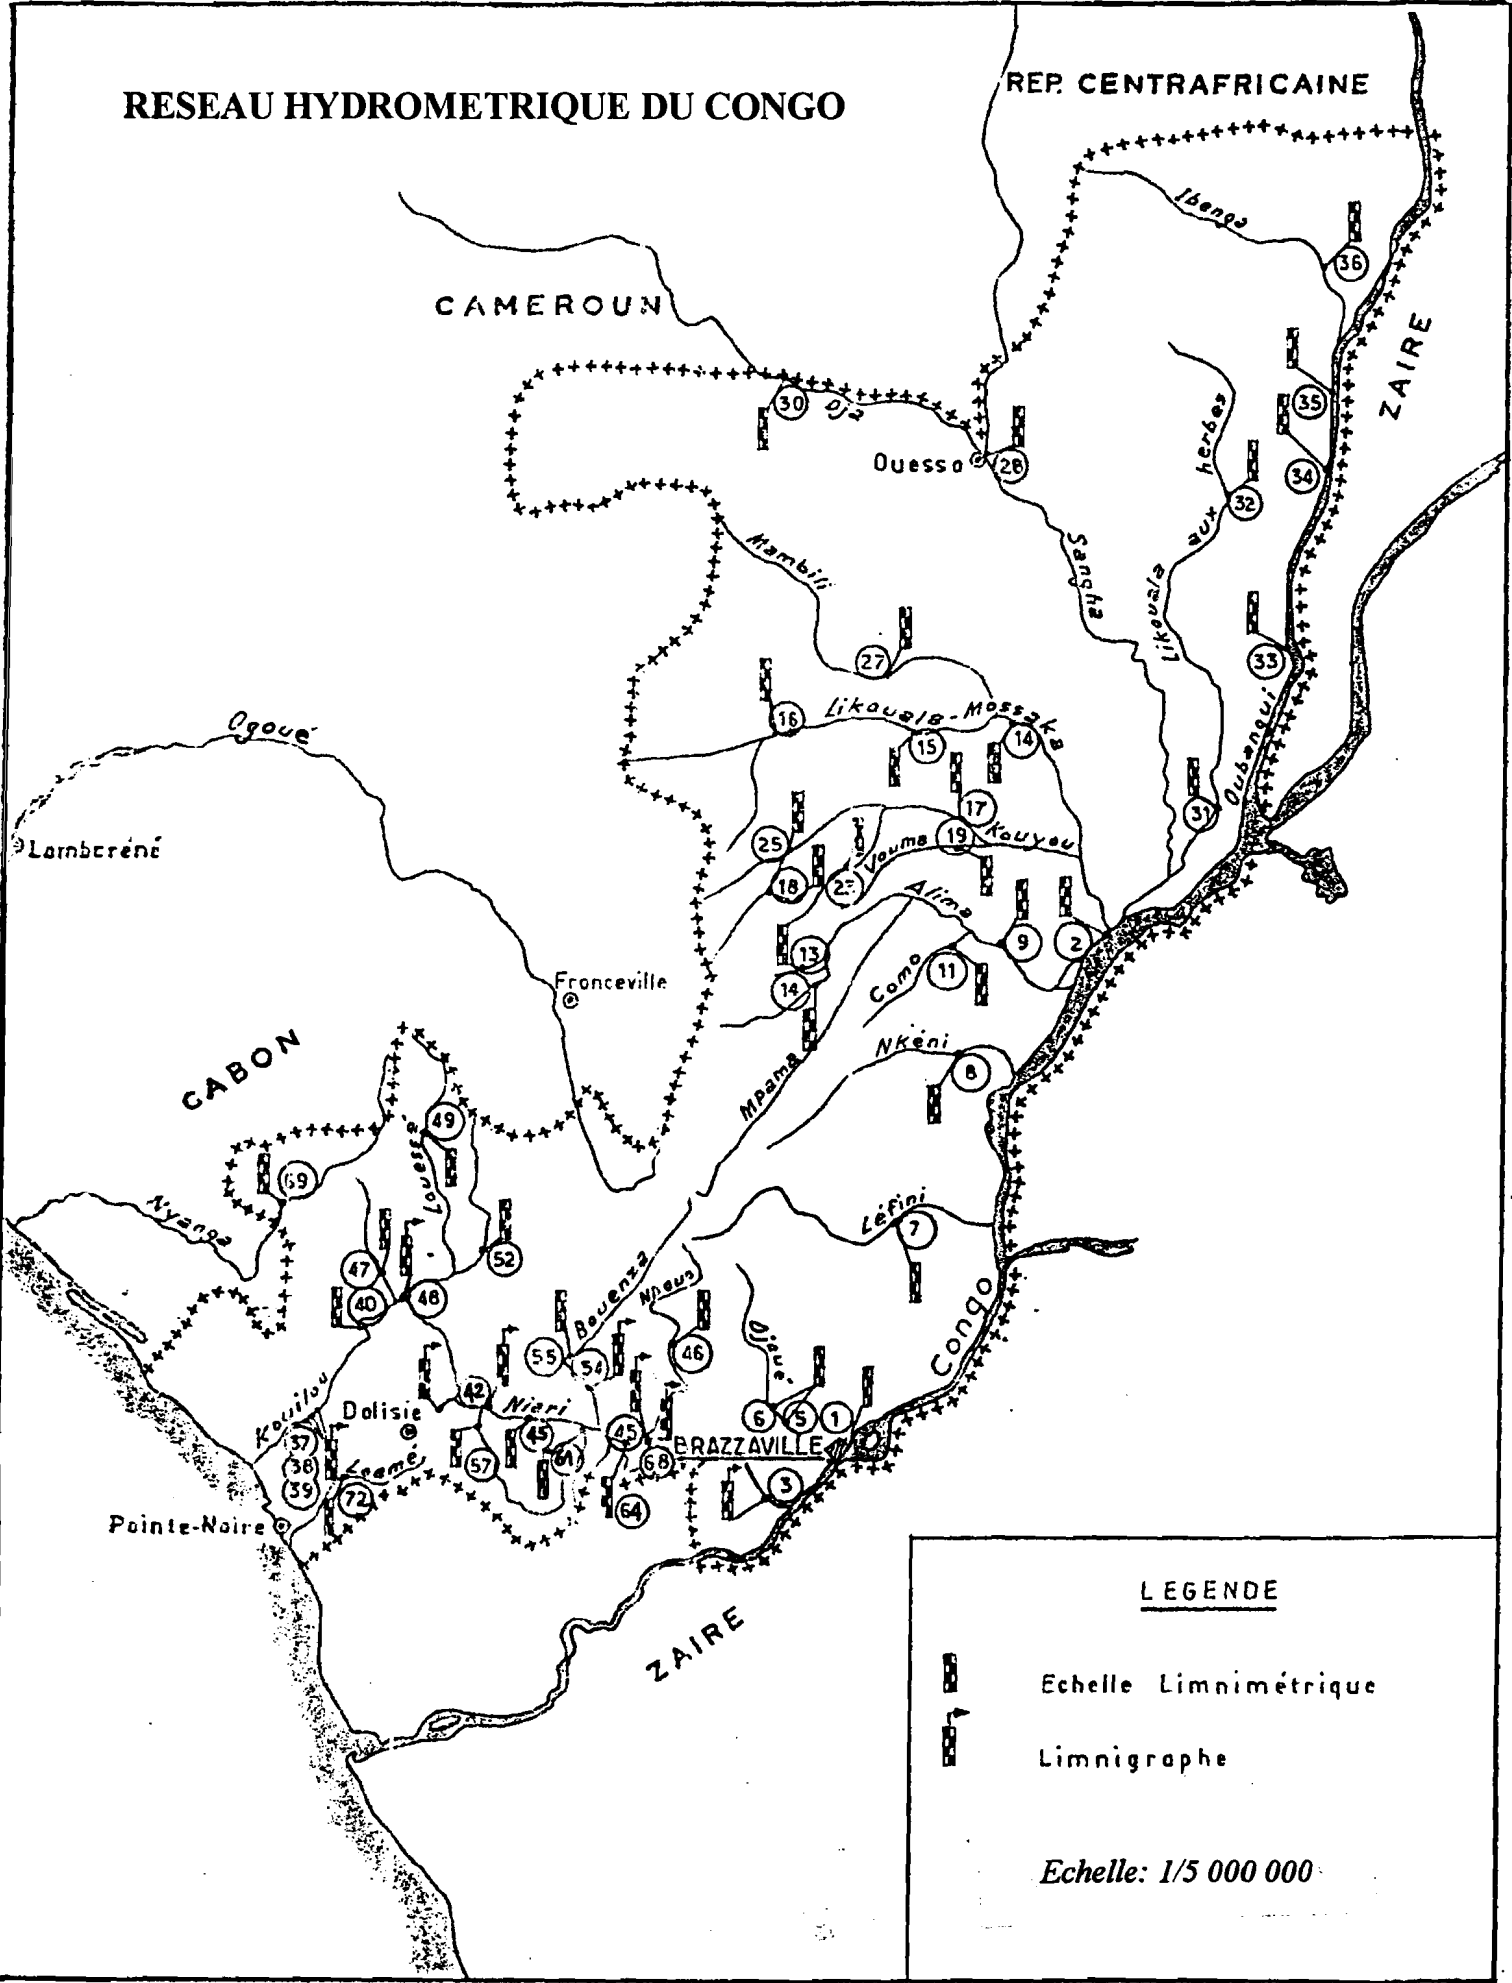 RESEAU HYDROMETRIQUE DU CONGO
REP. CENTRAFRICAINE
Ibenga
36
CAMEROUN
ZAIRE
35
30
Dja
Ouesso
28
34
Likouala aux herbes
32
Mambili
Sangha
33
27
16
Likouala-Mossaka
15
14
Oubangui
Ogoué
17
31
25
19
Kouyou
Vouma
Lambaréné
18
Alima
9
2
13
11
Como
14
Franceville
Nkéni
8
GABON
Mpama
49
Louessé
69
Nyanga
Léfini
7
52
47
40
48
Bouenza
Djoué
Congo
55
54
46
42
Niari
Kouilou
Dolisie
6
5
1
37
45
45
BRAZZAVILLE
38
Loémé
57
61
68
39
72
3
64
Pointe-Noire
ZAIRE
LEGENDE
Echelle Limnimétrique
Limnigraphe
Echelle: 1/5 000 000